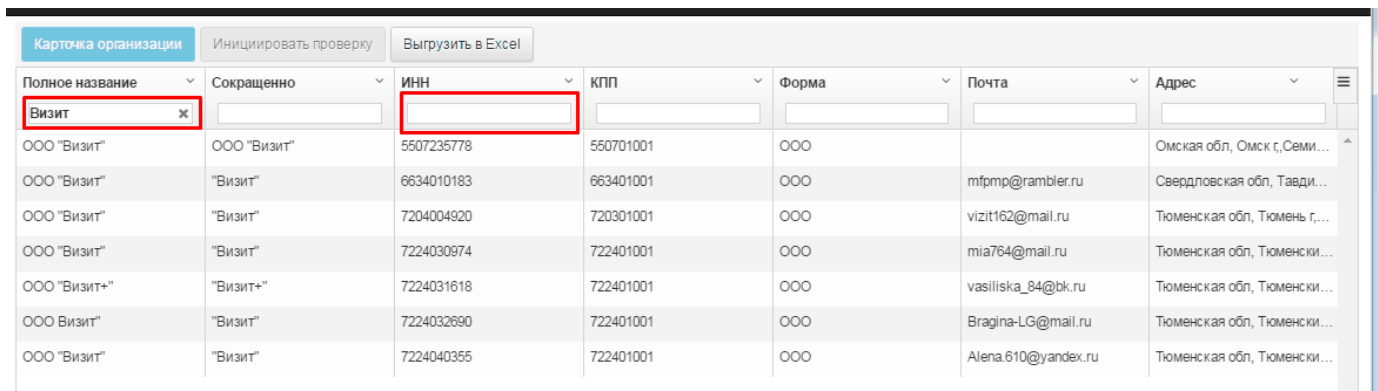 Карточка организации Инициировать проверку Выгрузить в Excel
Полное название Сокращенно ИНН КПП Форма Почта Адрес
Визит
ООО "Визит" ООО "Визит" 5507235778 550701001 ООО Омская обл, Омск г,,Семи...
ООО "Визит" "Визит" 6634010183 663401001 ООО mfpmp@rambler.ru Свердловская обл, Тавди...
ООО "Визит" "Визит" 7204004920 720301001 ООО vizit162@mail.ru Тюменская обл, Тюмень г,...
ООО "Визит" "Визит" 7224030974 722401001 ООО mia764@mail.ru Тюменская обл, Тюменски...
ООО "Визит+" "Визит+" 7224031618 722401001 ООО vasiliska_84@bk.ru Тюменская обл, Тюменски...
ООО Визит" "Визит" 7224032690 722401001 ООО Bragina-LG@mail.ru Тюменская обл, Тюменски...
ООО "Визит" "Визит" 7224040355 722401001 ООО Alena.610@yandex.ru Тюменская обл, Тюменски...